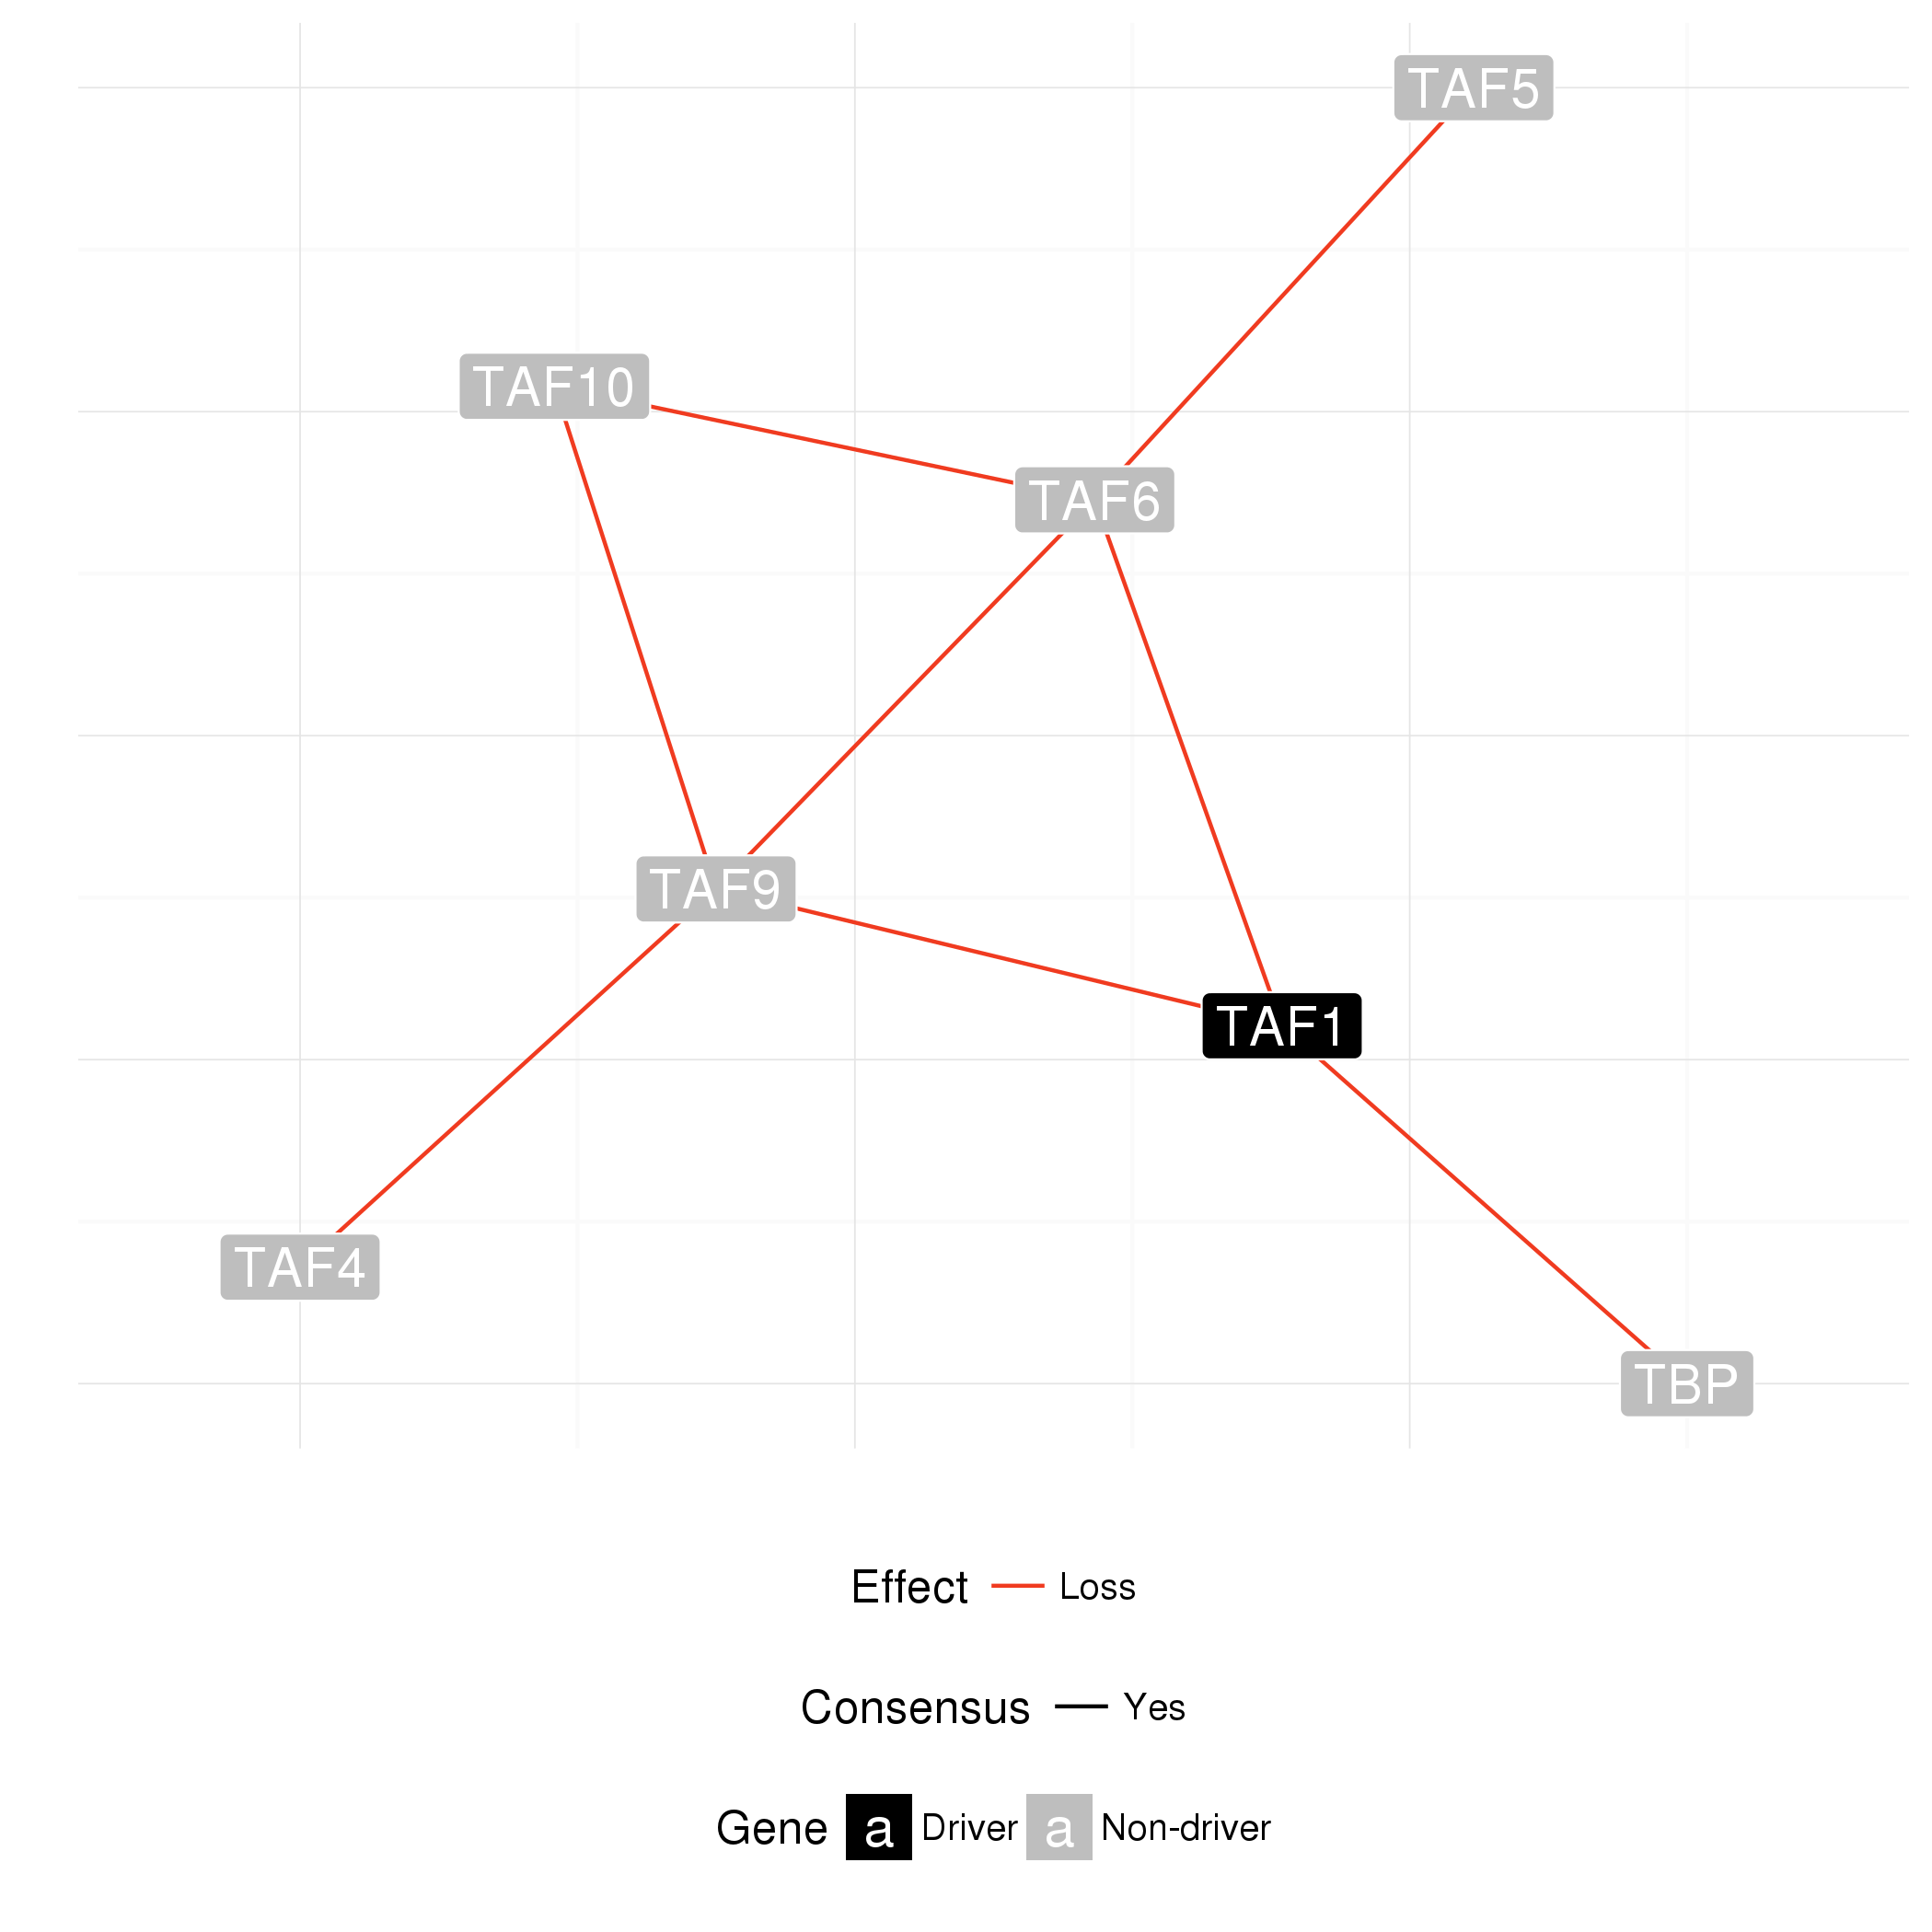 TAF5
TAF10
TAF6
TAF9
TAF1
TAF4
TBP
Effect Loss
Consensus Yes
Gene a Driver a Non-driver